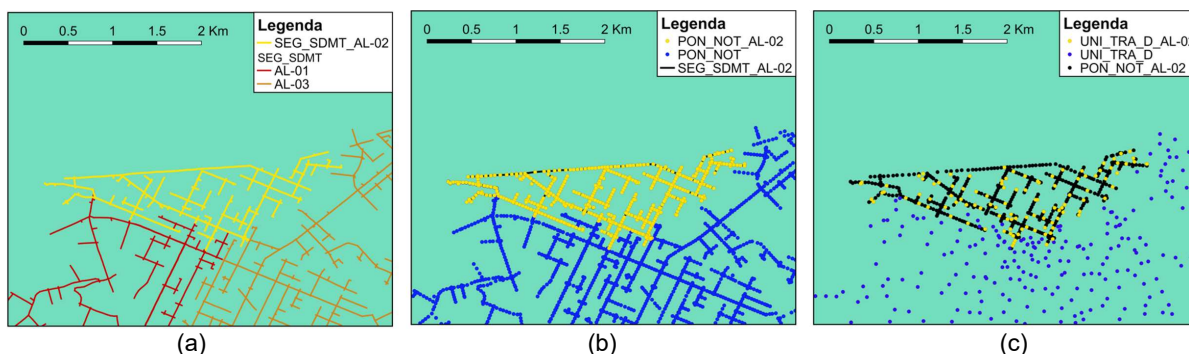 0 0.5 1 1.5 2 Km
Legenda
SEG_SDMT_AL-02
SEG_SDMT
AL-01
AL-03
(a)
0 0.5 1 1.5 2 Km
Legenda
PON_NOT_AL-02
PON_NOT
SEG_SDMT_AL-02
(b)
0 0.5 1 1.5 2 Km
Legenda
UNI_TRA_D_AL-02
UNI_TRA_D
PON_NOT_AL-02
(c)